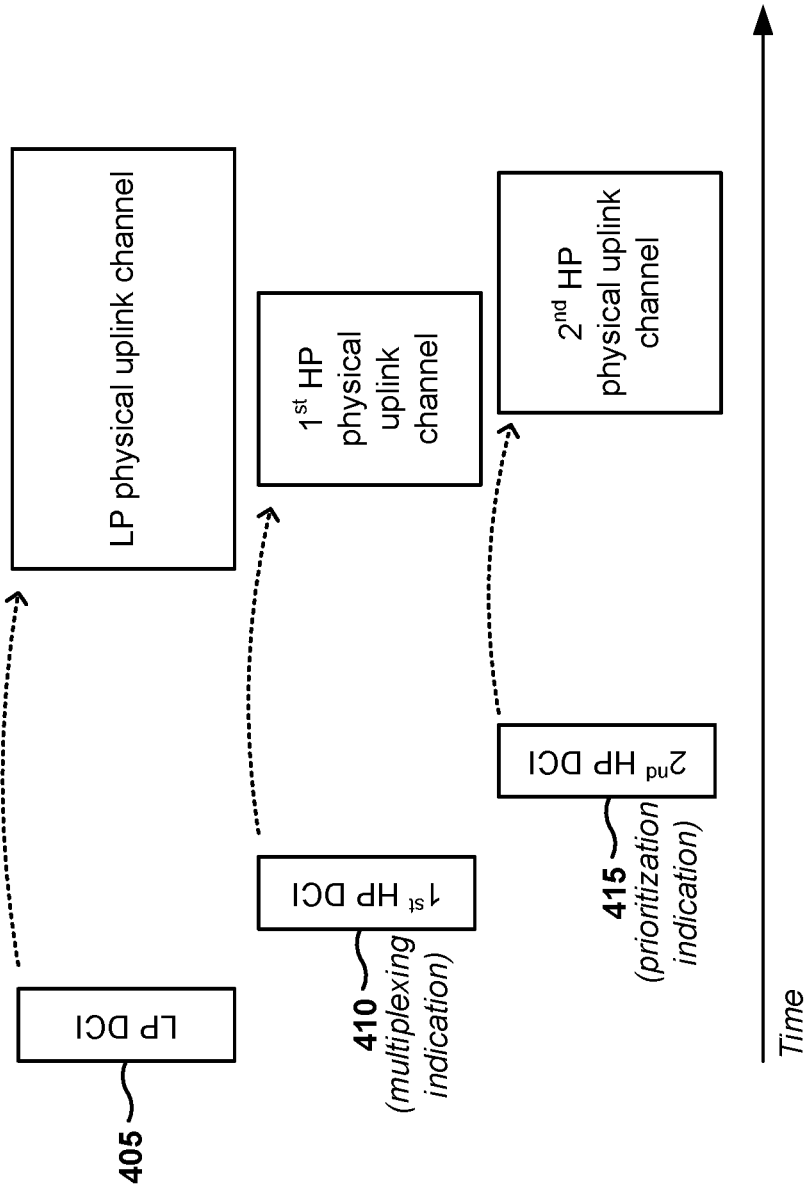 LP DCI
405
LP physical uplink channel
1st HP DCI
410
(multiplexing
indication)
1st HP
physical
uplink
channel
2nd HP DCI
415
(prioritization
indication)
2nd HP
physical uplink
channel
Time